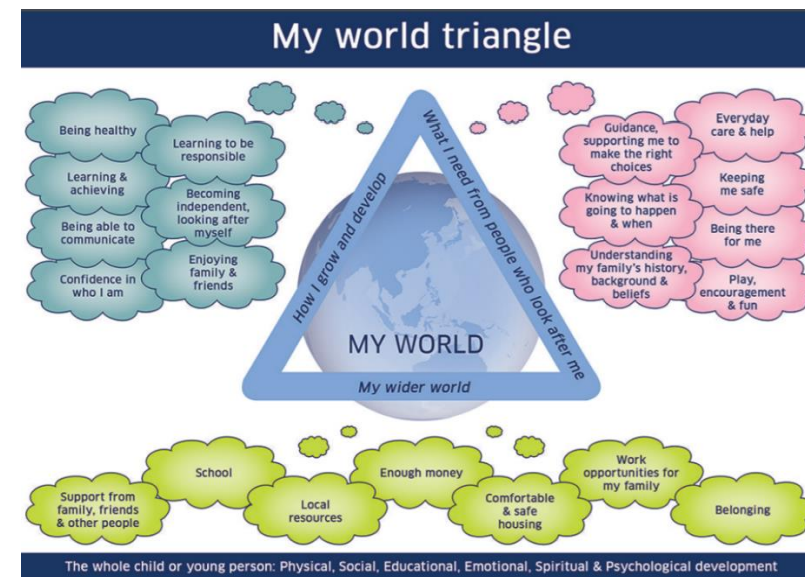 My world triangle
Being healthy
Learning to be
responsible
Learning &
achieving
Becoming
independent,
looking after
myself
Being able to
communicate
Enjoying
family &
friends
Confidence in
who I am
How I grow and develop
What I need from people who look after me
MY WORLD
My wider world
Guidance,
supporting me to
make the right
choices
Everyday
care & help
Keeping
me safe
Knowing what is
going to happen
& when
Being there
for me
Understanding
my family's history,
background &
beliefs
Play,
encouragement
& fun
Support from
family, friends
& other people
School
Local
resources
Enough money
Comfortable
& safe
housing
Work
opportunities for
my family
Belonging
The whole child or young person: Physical, Social, Educational, Emotional, Spiritual & Psychological development